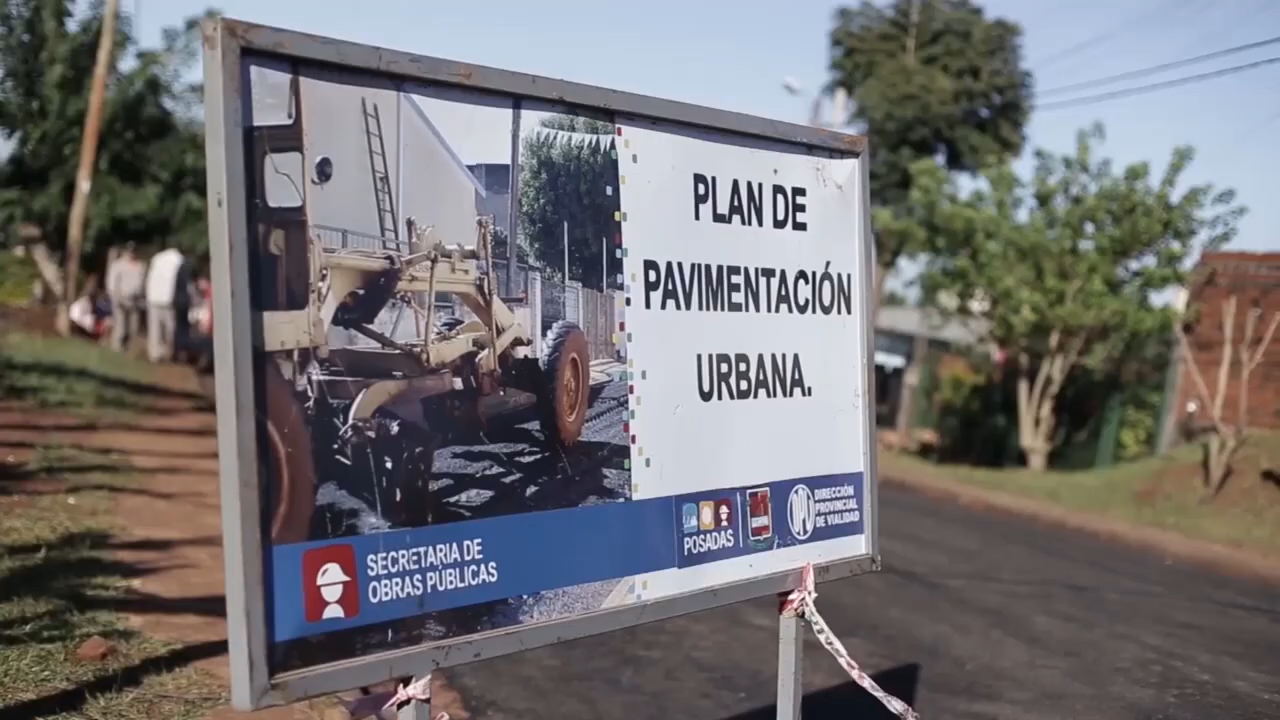 PLAN DE
PAVIMENTACIÓN
URBANA.
SECRETARIA DE
OBRAS PÚBLICAS
POSADAS
DPV
DIRECCIÓN
PROVINCIAL
DE VIALIDAD